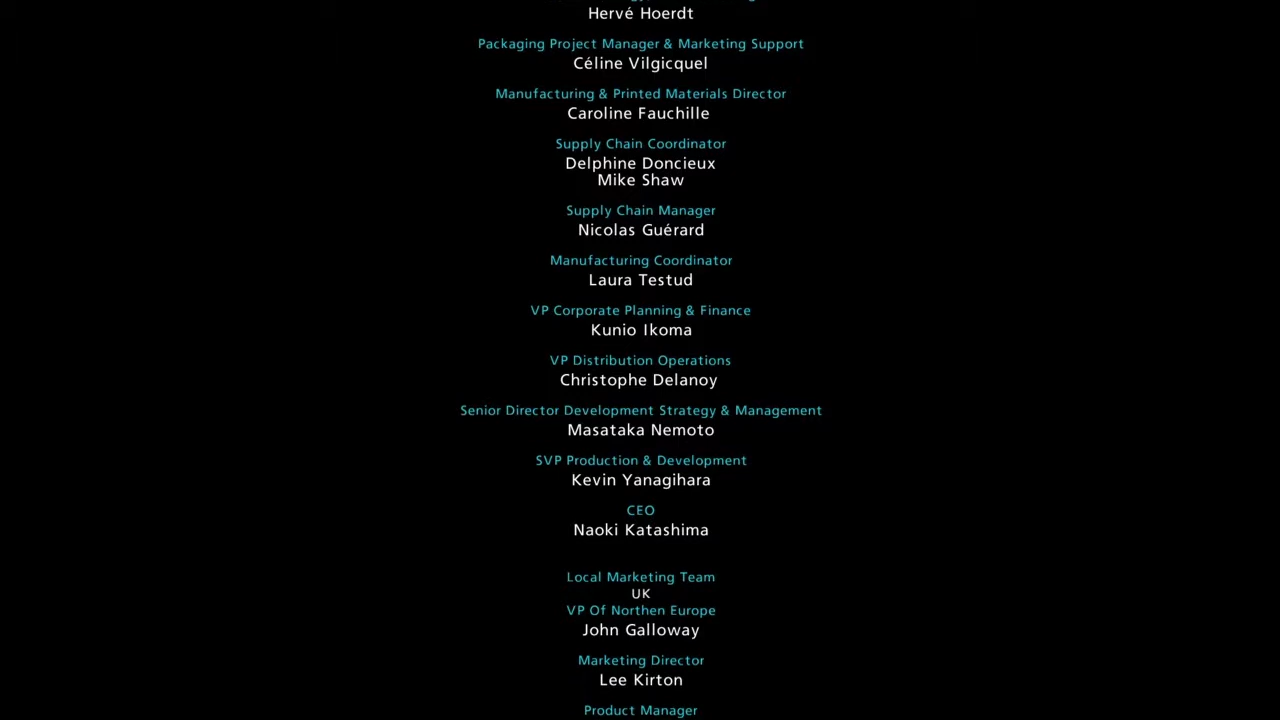 Hervé Hoerdt
Packaging Project Manager & Marketing Support
Céline Vilgicquel
Manufacturing & Printed Materials Director
Caroline Fauchille
Supply Chain Coordinator
Delphine Doncieux
Mike Shaw
Supply Chain Manager
Nicolas Guérard
Manufacturing Coordinator
Laura Testud
VP Corporate Planning & Finance
Kunio Ikoma
VP Distribution Operations
Christophe Delanoy
Senior Director Development Strategy & Management
Masataka Nemoto
SVP Production & Development
Kevin Yanagihara
CEO
Naoki Katashima
Local Marketing Team
UK
VP Of Northen Europe
John Galloway
Marketing Director
Lee Kirton
Product Manager